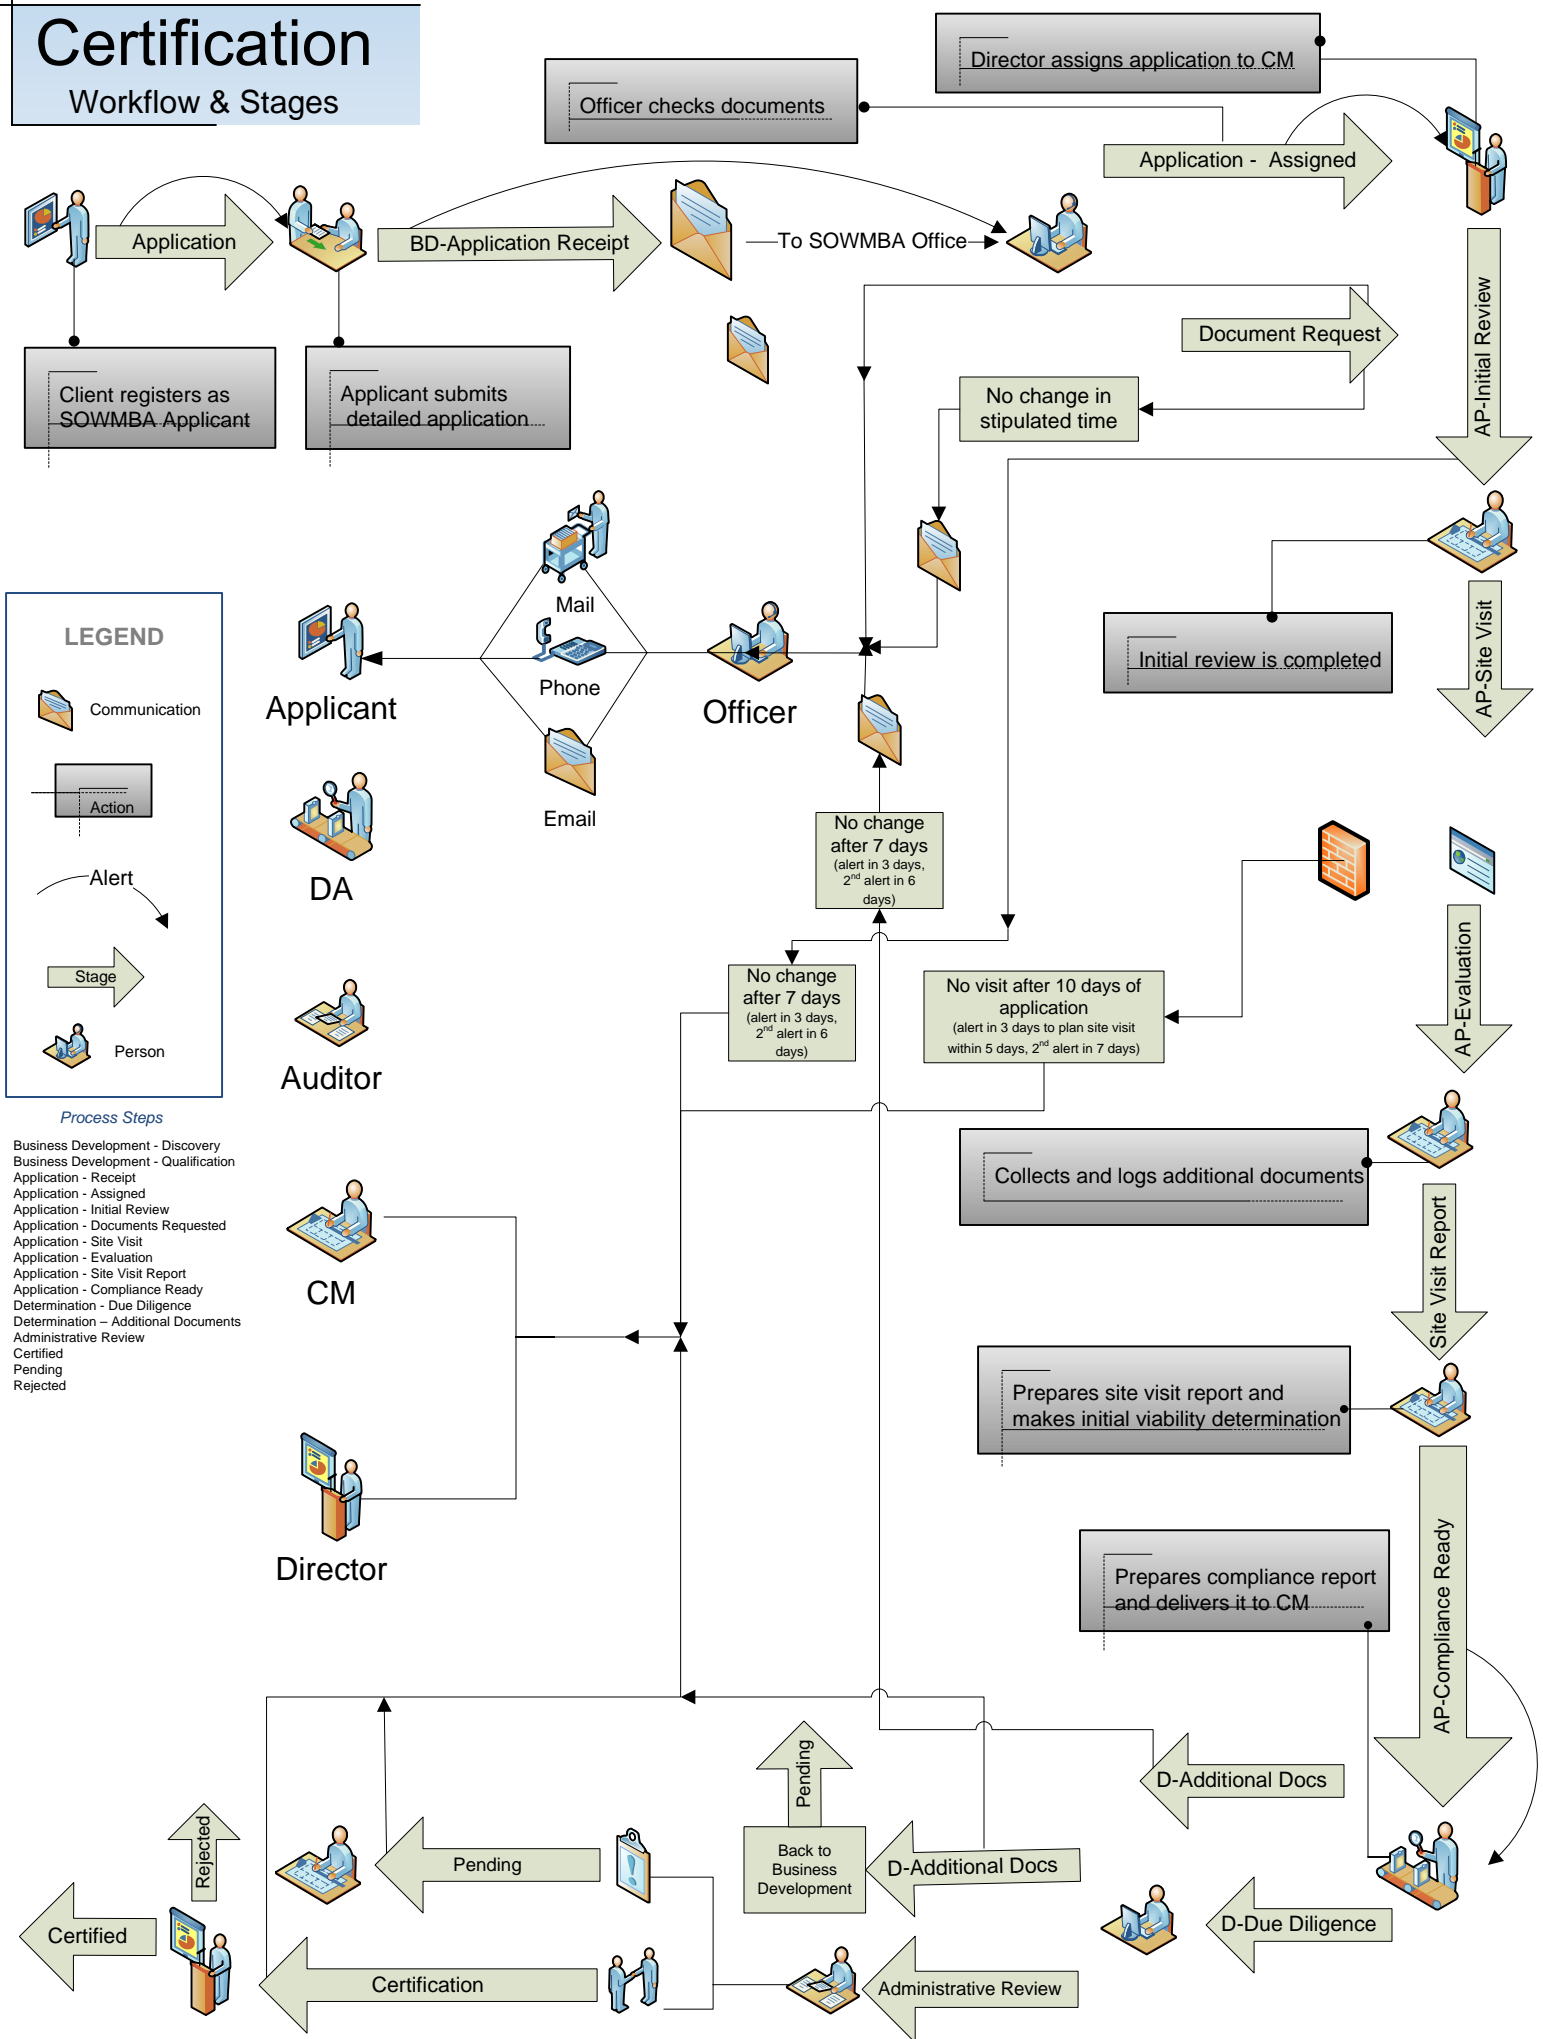 Certification
Workflow & Stages
Director assigns application to CM
Officer checks documents
Application - Assigned
Application
BD-Application Receipt
To SOWMBA Office
Document Request
AP-Initial Review
Client registers as
SOWMBA Applicant
Applicant submits
detailed application
No change in
stipulated time
Mail
Phone
Email
Applicant
Officer
Initial review is completed
AP-Site Visit
LEGEND
Communication
Action
Alert
Stage
Person
DA
No change
after 7 days
(alert in 3 days,
2nd alert in 6
days)
No change
after 7 days
(alert in 3 days,
2nd alert in 6
days)
No visit after 10 days of
application
(alert in 3 days to plan site visit
within 5 days, 2nd alert in 7 days)
AP-Evaluation
Auditor
Process Steps
Business Development - Discovery
Business Development - Qualification
Application - Receipt
Application - Assigned
Application - Initial Review
Application - Documents Requested
Application - Site Visit
Application - Evaluation
Application - Site Visit Report
Application - Compliance Ready
Determination - Due Diligence
Determination – Additional Documents
Administrative Review
Certified
Pending
Rejected
Collects and logs additional documents
CM
Site Visit Report
Prepares site visit report and
makes initial viability determination
Director
Prepares compliance report
and delivers it to CM
AP-Compliance Ready
D-Additional Docs
Pending
Rejected
Pending
Back to
Business
Development
D-Additional Docs
D-Due Diligence
Certified
Certification
Administrative Review